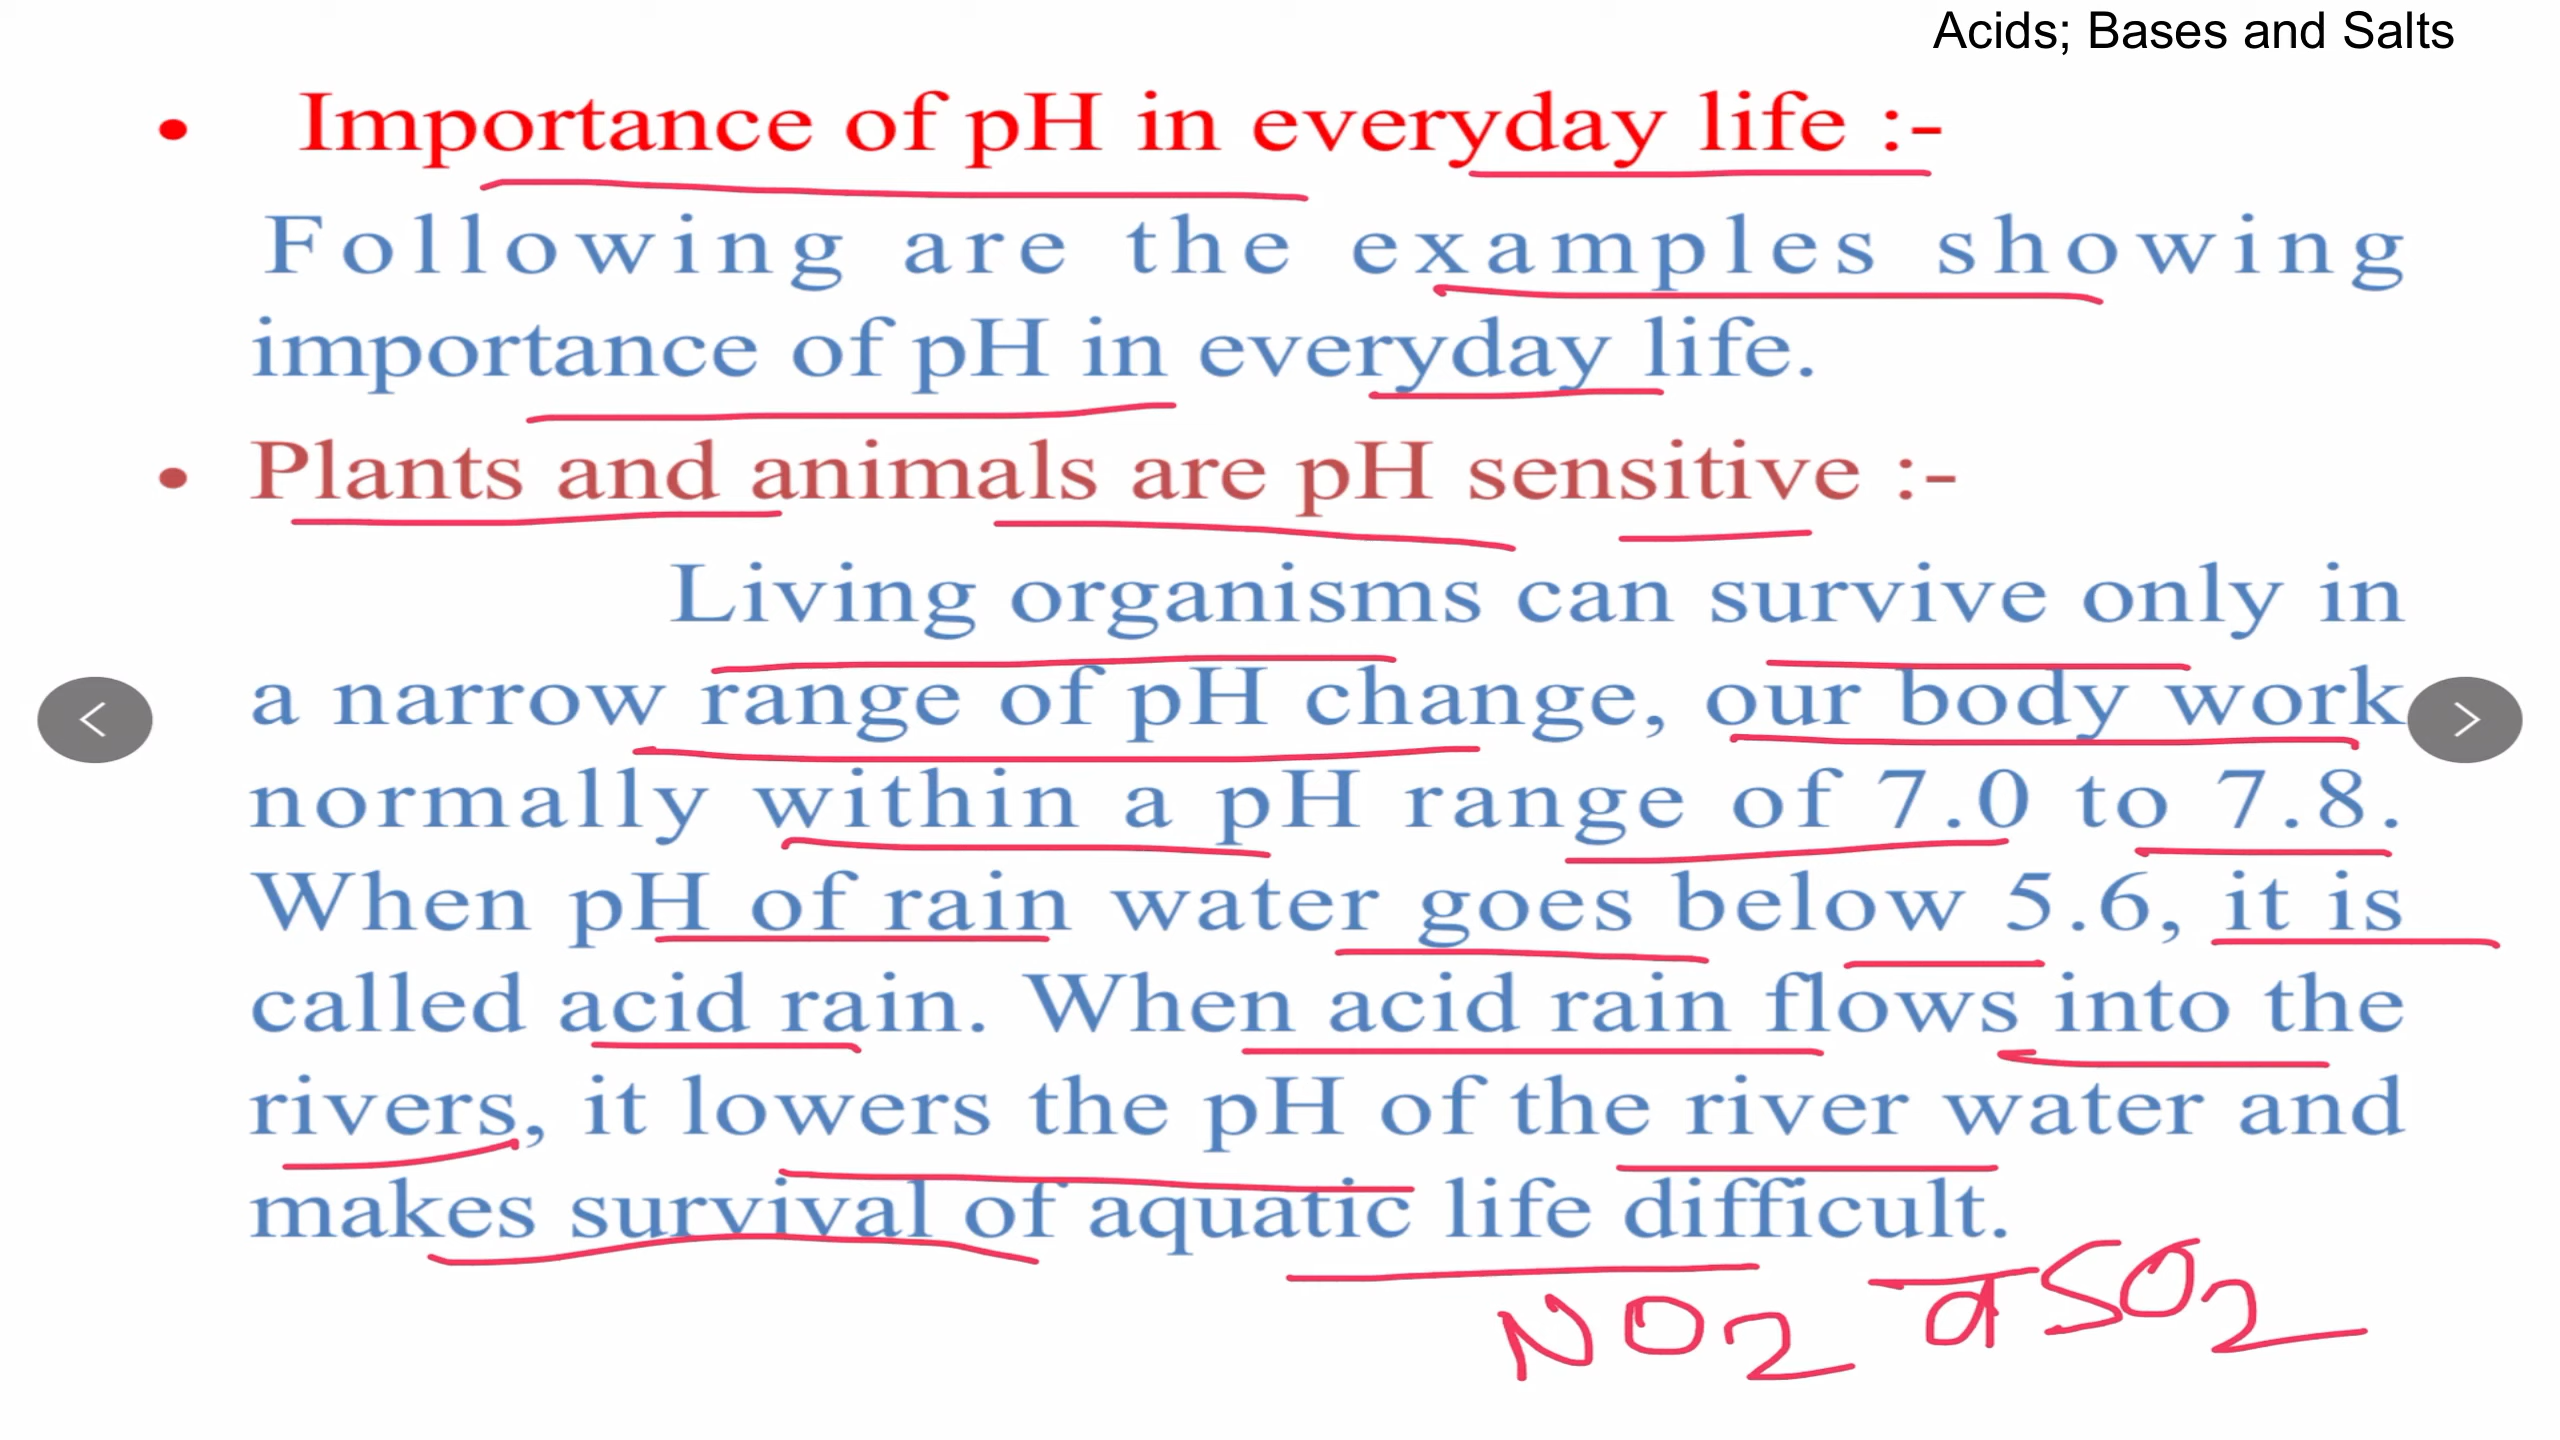 Acids; Bases and Salts
• Importance of pH in everyday life :-
Following are the examples showing
importance of pH in everyday life.
• Plants and animals are pH sensitive :-
Living organisms can survive only in
a narrow range of pH change, our body work
normally within a pH range of 7.0 to 7.8.
When pH of rain water goes below 5.6, it is
called acid rain. When acid rain flows into the
rivers, it lowers the pH of the river water and
makes survival of aquatic life difficult.
NO2 व SO2